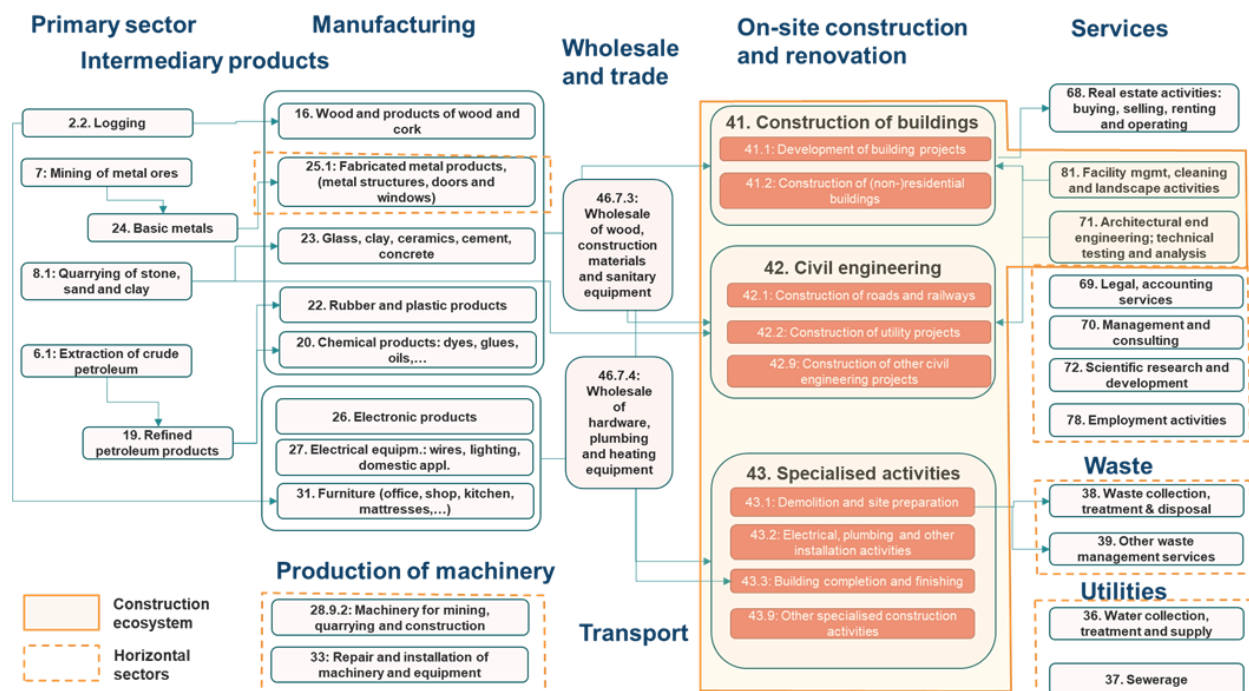 Primary sector
Intermediary products
2.2. Logging
7: Mining of metal ores
24. Basic metals
8.1: Quarrying of stone,
sand and clay
6.1: Extraction of crude
petroleum
19. Refined
petroleum products
Manufacturing
16. Wood and products of wood and
cork
25.1: Fabricated metal products,
(metal structures, doors and
windows)
23. Glass, clay, ceramics, cement,
concrete
22. Rubber and plastic products
20. Chemical products: dyes, glues,
oils,…
26. Electronic products
27. Electrical equipm.: wires, lighting,
domestic appl.
31. Furniture (office, shop, kitchen,
mattresses,…)
Production of machinery
28.9.2: Machinery for mining,
quarrying and construction
33: Repair and installation of
machinery and equipment
Construction
ecosystem
Horizontal
sectors
Wholesale
and trade
46.7.3:
Wholesale
of wood,
construction
materials
and sanitary
equipment
46.7.4:
Wholesale
of
hardware,
plumbing
and heating
equipment
Transport
On-site construction
and renovation
41. Construction of buildings
41.1: Development of building projects
41.2: Construction of (non-)residential
buildings
42. Civil engineering
42.1: Construction of roads and railways
42.2: Construction of utility projects
42.9: Construction of other civil
engineering projects
43. Specialised activities
43.1: Demolition and site preparation
43.2: Electrical, plumbing and other
installation activities
43.3: Building completion and finishing
43.9: Other specialised construction
activities
Services
68. Real estate activities:
buying, selling, renting
and operating
81. Facility mgmt, cleaning
and landscape activities
71. Architectural end
engineering; technical
testing and analysis
69. Legal, accounting
services
70. Management and
consulting
72. Scientific research and
development
78. Employment activities
Waste
38. Waste collection,
treatment & disposal
39. Other waste
management services
Utilities
36. Water collection,
treatment and supply
37. Sewerage